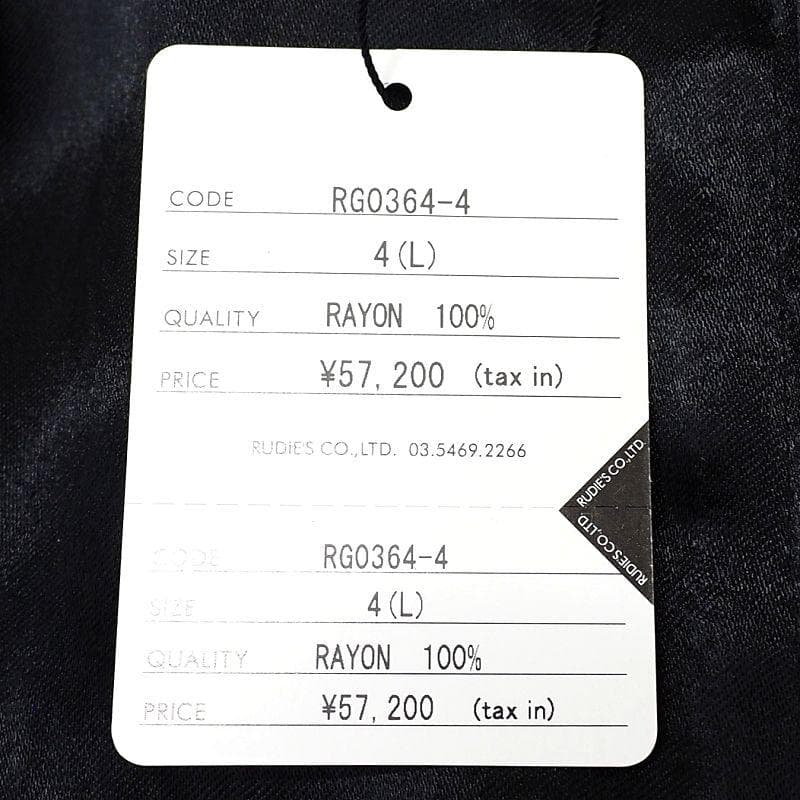 CODE RG0364-4
SIZE 4(L)
QUALITY RAYON 100%
PRICE ¥57,200 (tax in)
RUDIE'S CO.,LTD. 03.5469.2266
RUDIE'S CO.,LTD.
RUDIE'S CO.,LTD.
CODE RG0364-4
SIZE 4(L)
QUALITY RAYON 100%
PRICE ¥57,200 (tax in)